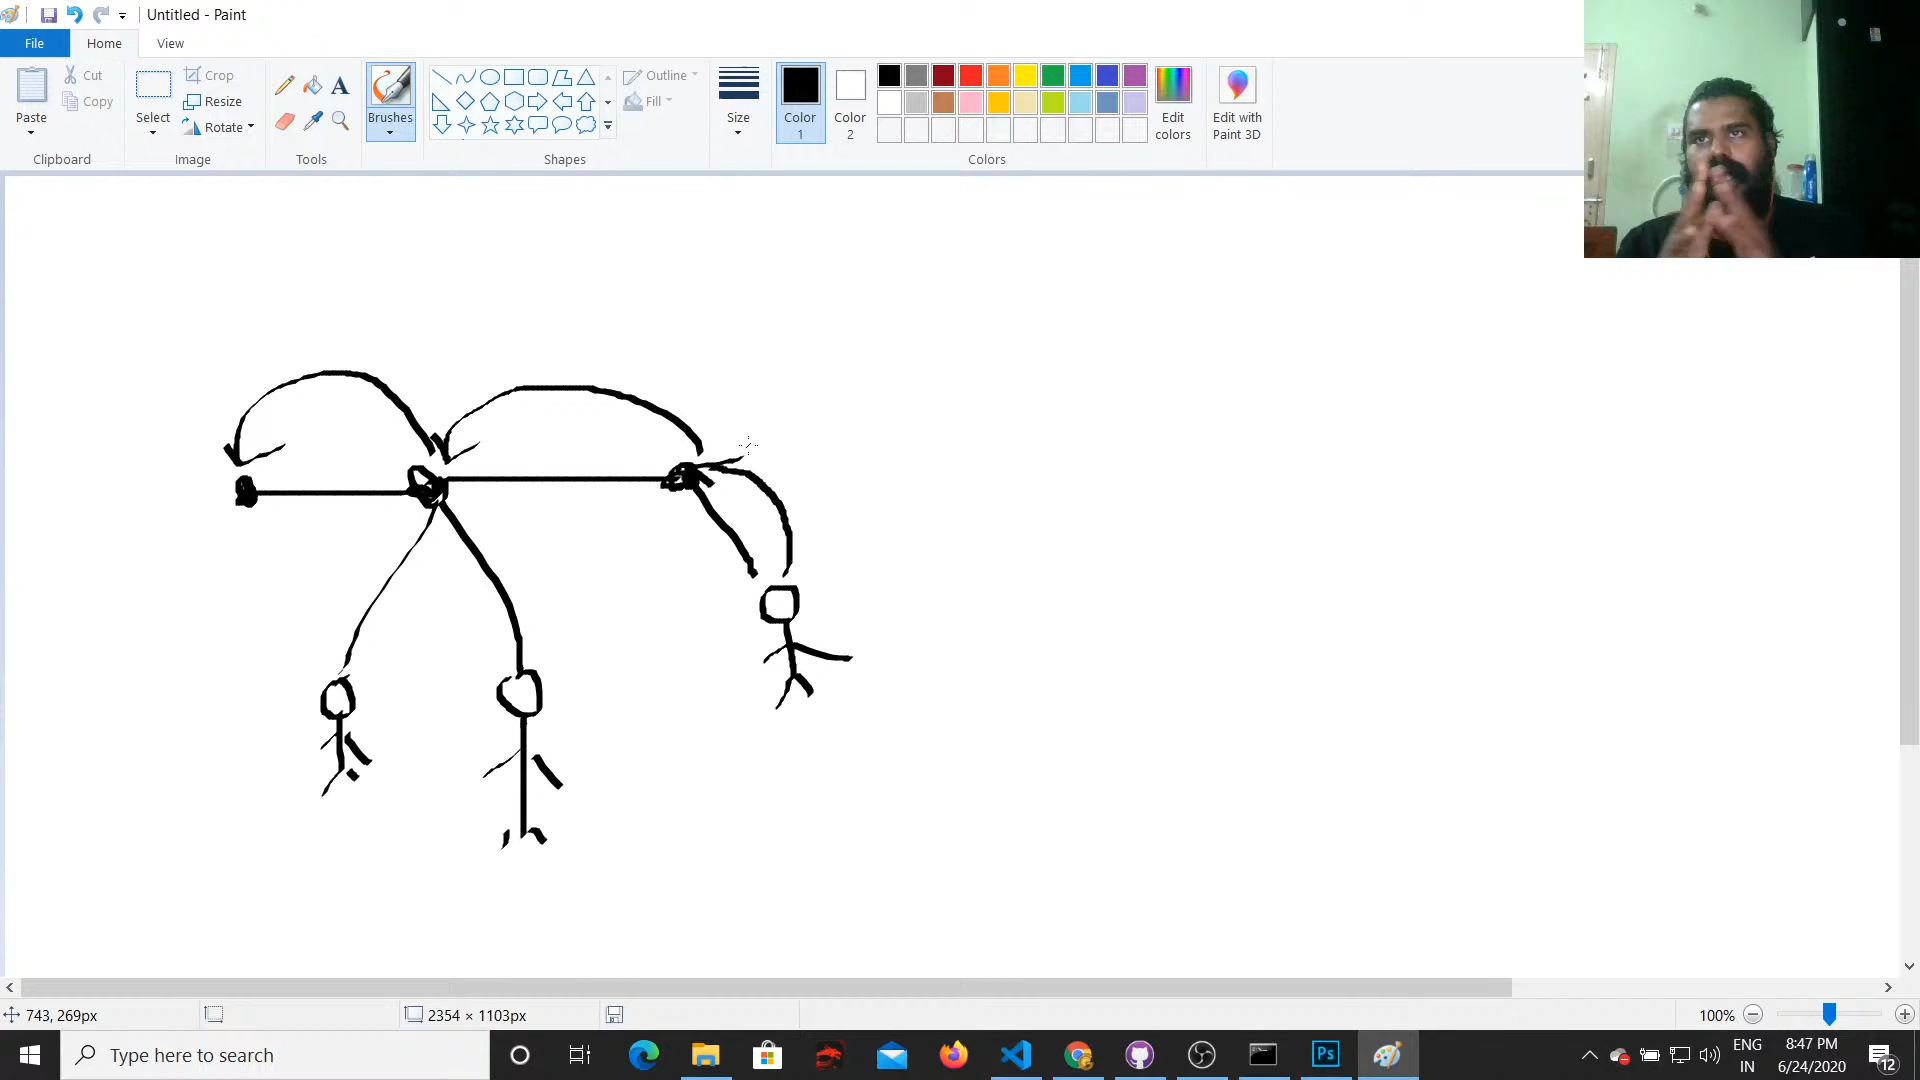 Untitled - Paint
File
Home
View
Paste
Cut
Copy
Clipboard
Select
Crop
Resize
Rotate
Image
A
Tools
Brushes
Outline
Fill
Shapes
Size
Color 1
Color 2
Edit colors
Colors
Edit with Paint 3D
743, 269px
2354 × 1103px
100%
Type here to search
Ps
ENG
IN
8:47 PM
6/24/2020
12